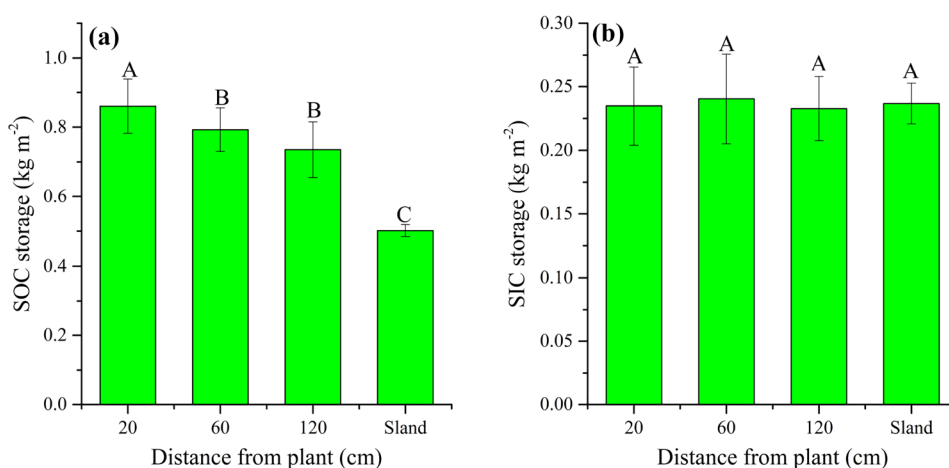 (a)
1.0
0.8
0.6
0.4
0.2
0.0
SOC storage (kg m⁻²)
A
B
B
C
20 60 120 Sland
Distance from plant (cm)
(b)
0.30
0.25
0.20
0.15
0.10
0.05
0.00
SIC storage (kg m⁻²)
A
A
A
A
20 60 120 Sland
Distance from plant (cm)